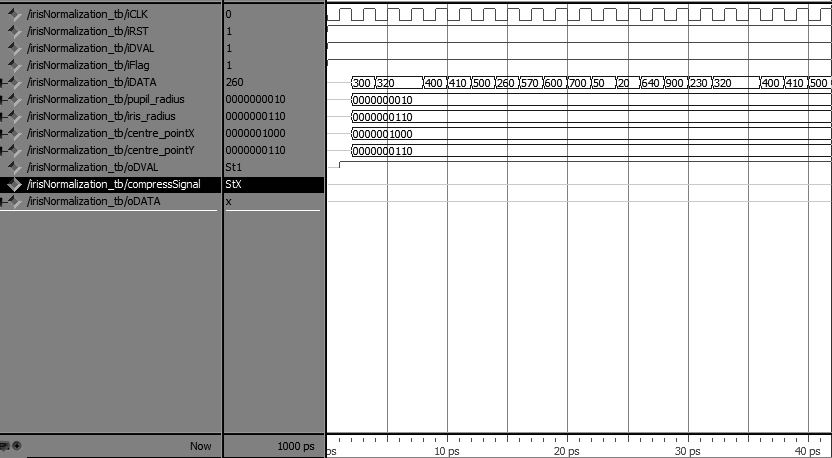 /irisNormalization_tb/iCLK 0
/irisNormalization_tb/iRST 1
/irisNormalization_tb/iDVAL 1
/irisNormalization_tb/iFlag 1
/irisNormalization_tb/iDATA 260 300 320 400 410 500 260 570 600 700 50 20 640 900 230 320 400 410 500
/irisNormalization_tb/pupil_radius 0000000010 0000000010
/irisNormalization_tb/iris_radius 0000000110 0000000110
/irisNormalization_tb/centre_pointX 0000001000 0000001000
/irisNormalization_tb/centre_pointY 0000000110 0000000110
/irisNormalization_tb/oDVAL St1
/irisNormalization_tb/compressSignal StX
/irisNormalization_tb/oDATA x
Now 1000 ps ps 10 ps 20 ps 30 ps 40 ps